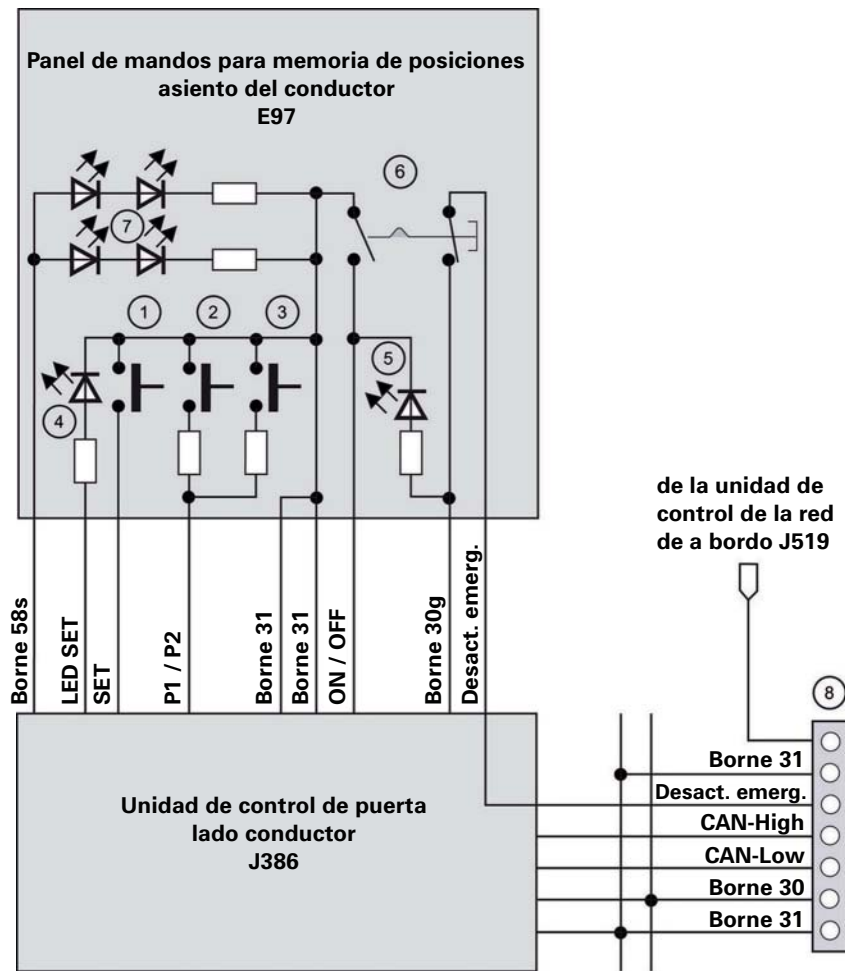 Panel de mandos para memoria de posiciones
asiento del conductor
E97
6
7
1
2
3
5
4
de la unidad de
control de la red
de a bordo J519
Borne 58s
LED SET
SET
P1 / P2
Borne 31
Borne 31
ON / OFF
Borne 30g
Desact. emerg.
8
Borne 31
Desact. emerg.
CAN-High
CAN-Low
Borne 30
Borne 31
Unidad de control de puerta
lado conductor
J386